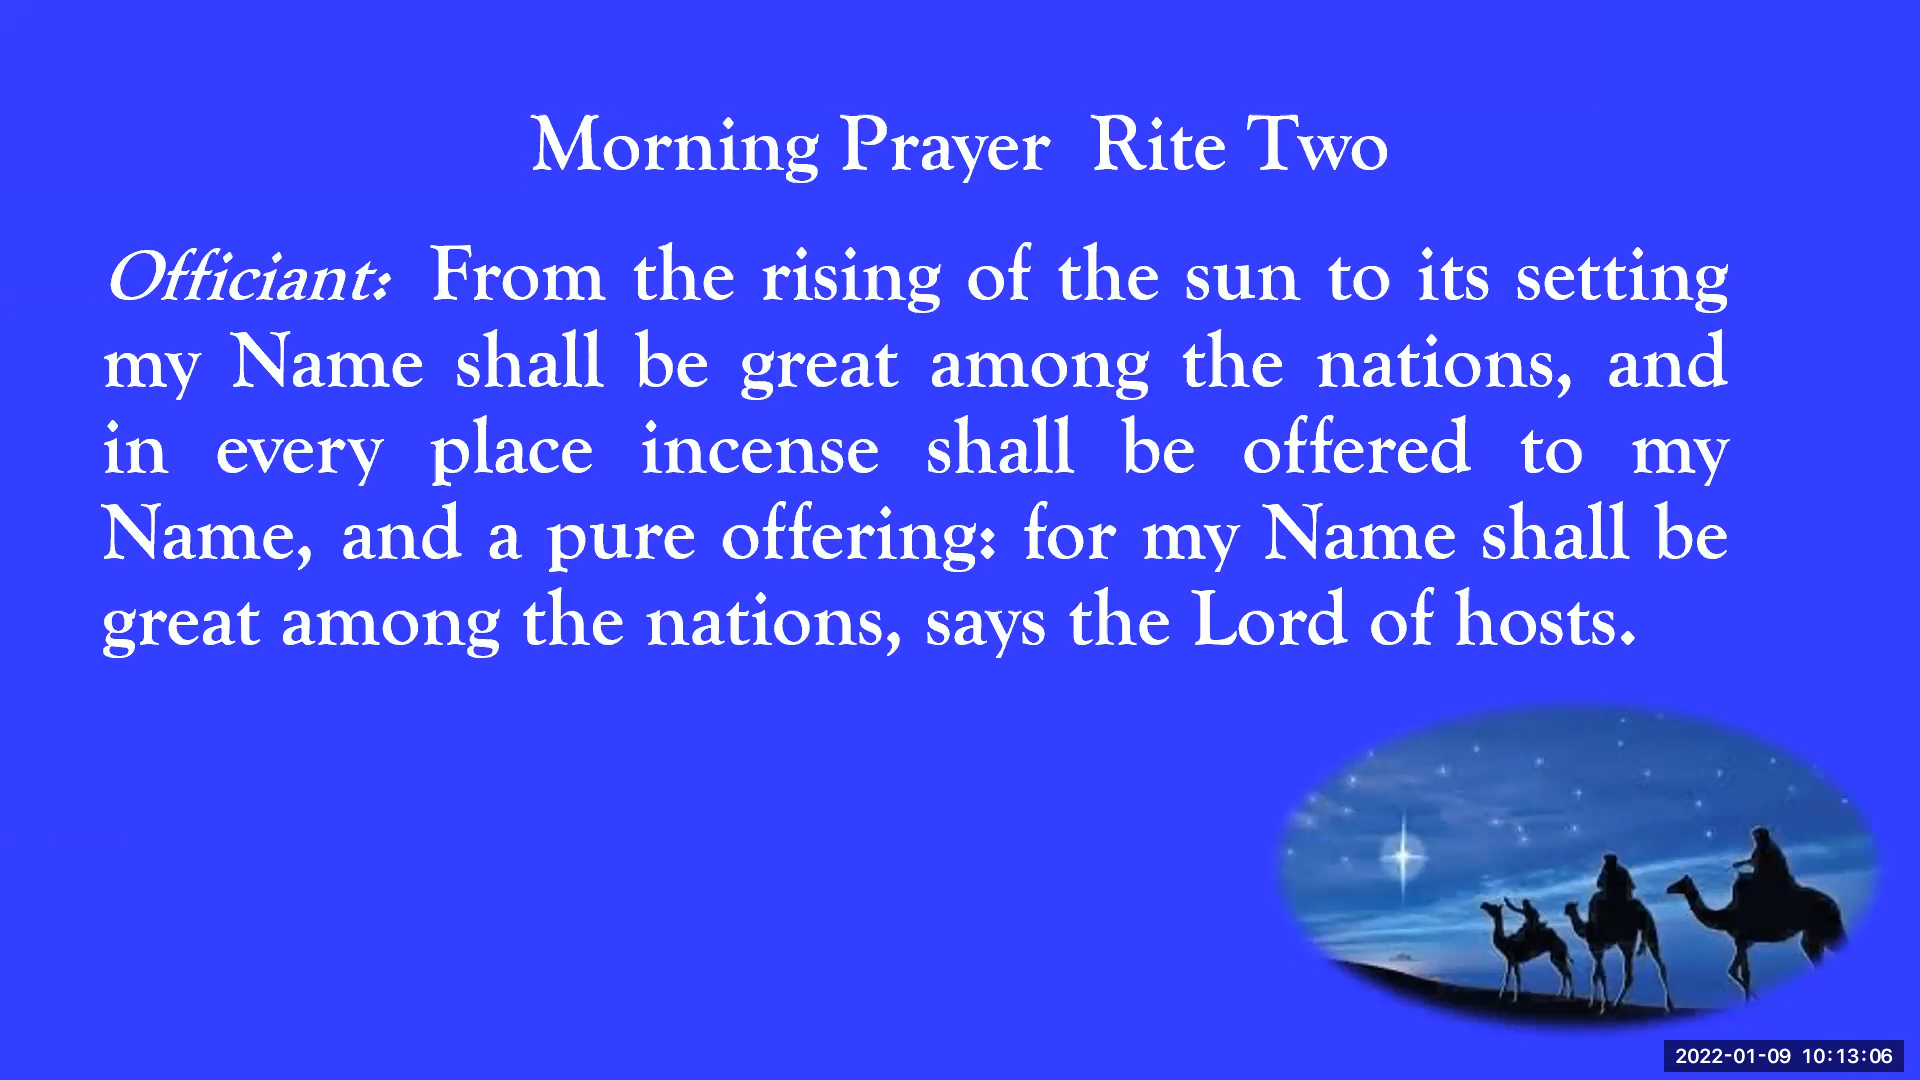 Morning Prayer  Rite Two
Officiant: From the rising of the sun to its setting
my Name shall be great among the nations, and
in every place incense shall be offered to my
Name, and a pure offering: for my Name shall be
great among the nations, says the Lord of hosts.
2022-01-09 10:13:06